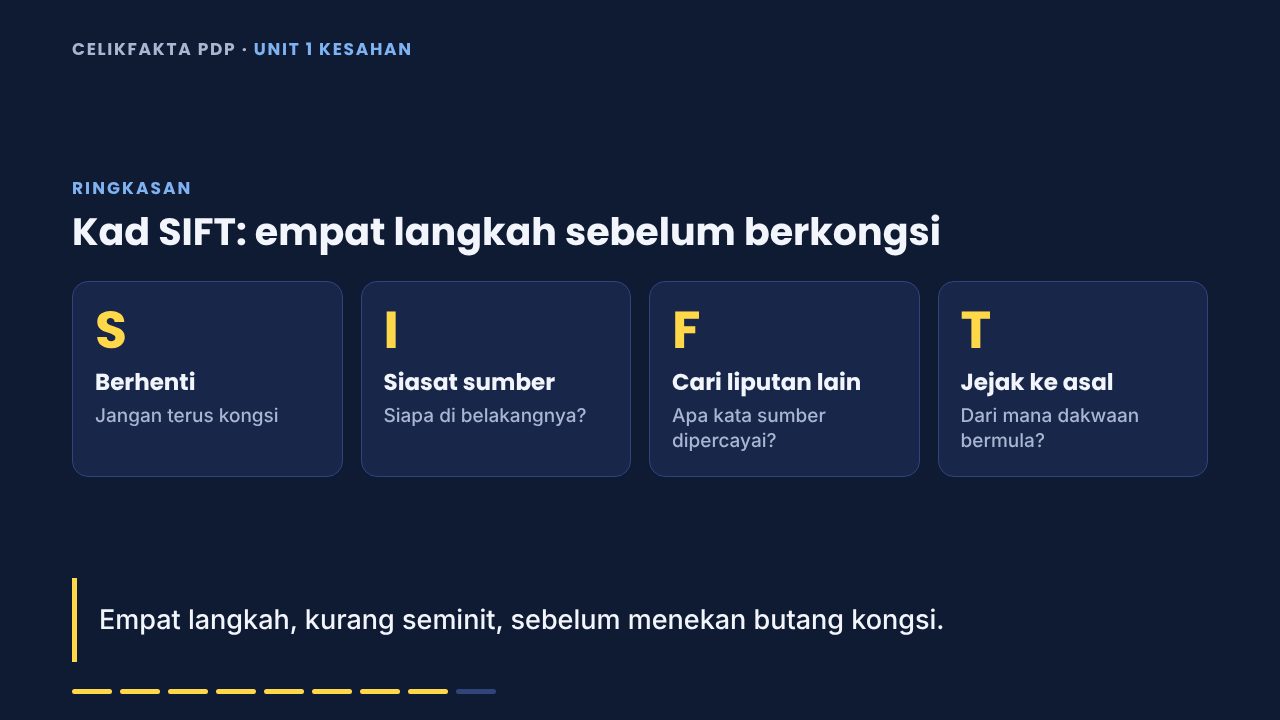 CELIKFAKTA PDP · UNIT 1 KESAHAN
RINGKASAN
Kad SIFT: empat langkah sebelum berkongsi
S
Berhenti
Jangan terus kongsi
I
Siasat sumber
Siapa di belakangnya?
F
Cari liputan lain
Apa kata sumber
dipercayai?
T
Jejak ke asal
Dari mana dakwaan
bermula?
Empat langkah, kurang seminit, sebelum menekan butang kongsi.